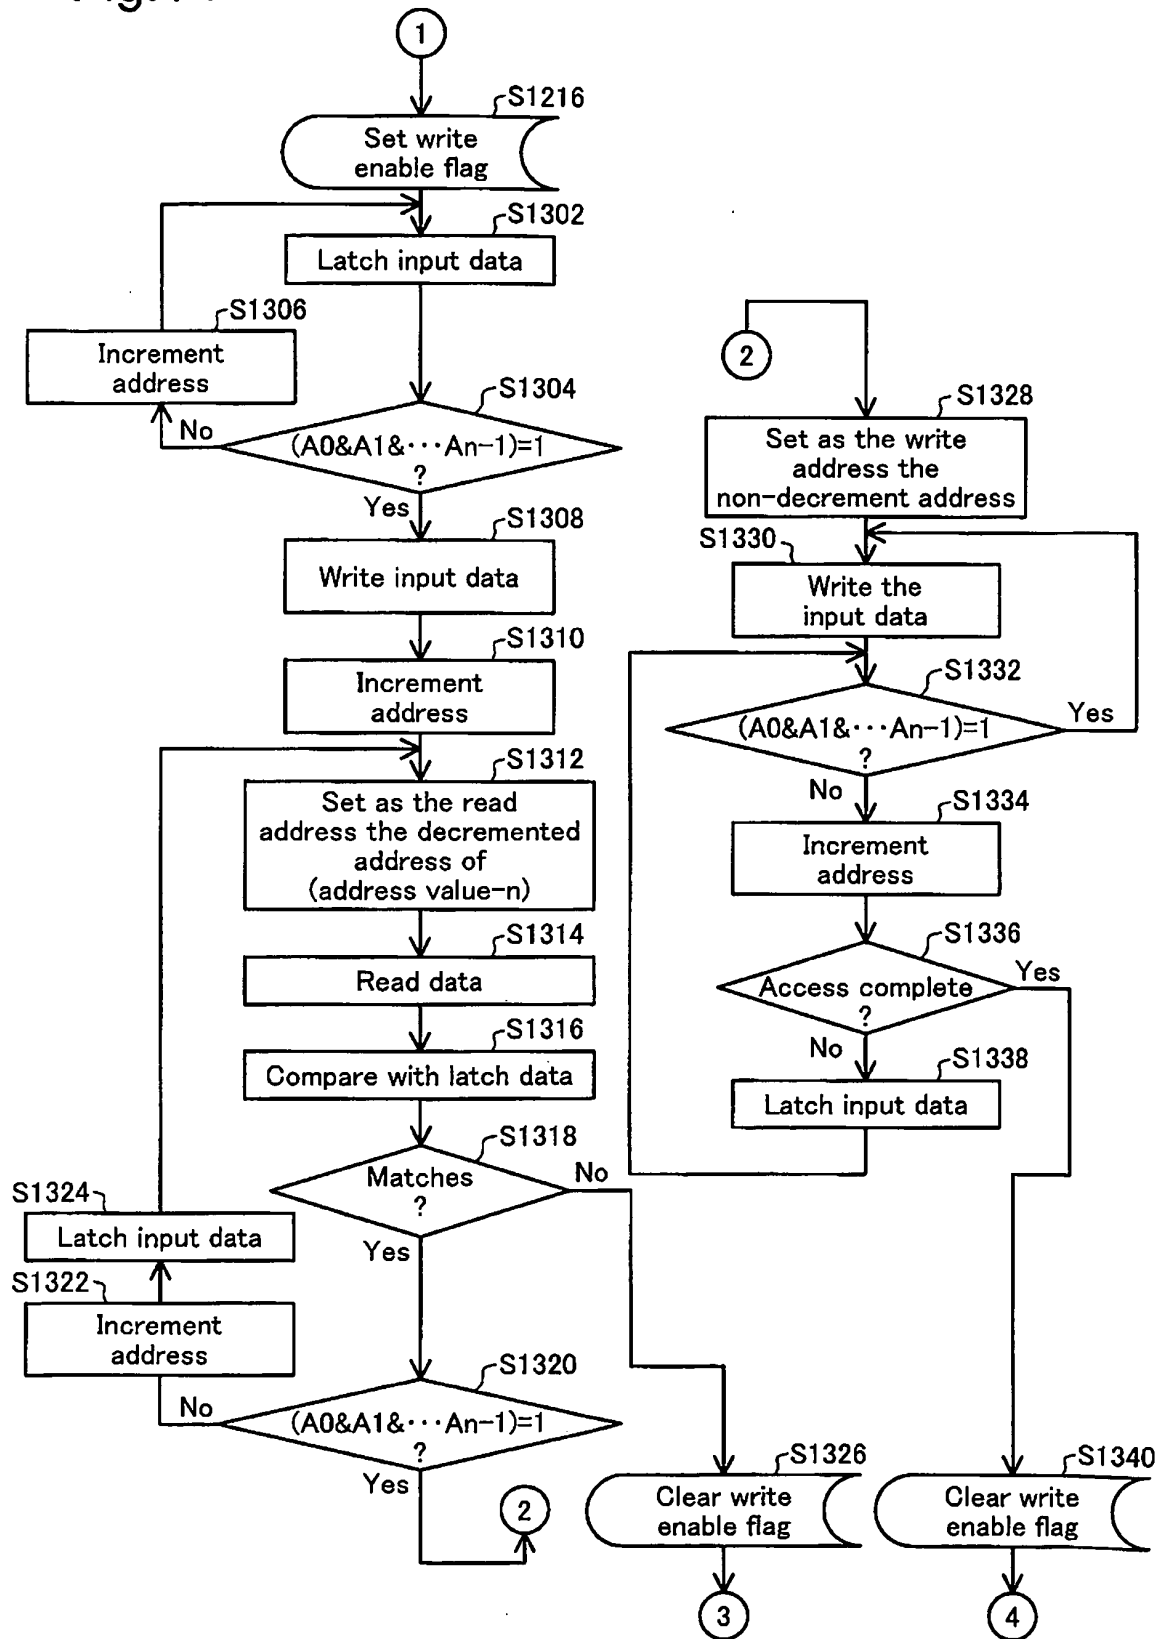 1
S1216
Set write
enable flag
S1302
Latch input data
S1306
Increment
address
S1304
No
(A0&A1&···An-1)=1
?
Yes
S1308
Write input data
S1310
Increment
address
S1312
Set as the read
address the decremented
address of
(address value-n)
S1314
Read data
S1316
Compare with latch data
S1318
Matches
?
No
Yes
S1324
Latch input data
S1322
Increment
address
S1320
No
(A0&A1&···An-1)=1
?
Yes
2
2
S1328
Set as the write
address the
non-decrement address
S1330
Write the
input data
S1332
(A0&A1&···An-1)=1
?
Yes
No
S1334
Increment
address
S1336
Access complete
?
Yes
No
S1338
Latch input data
S1326
Clear write
enable flag
3
S1340
Clear write
enable flag
4